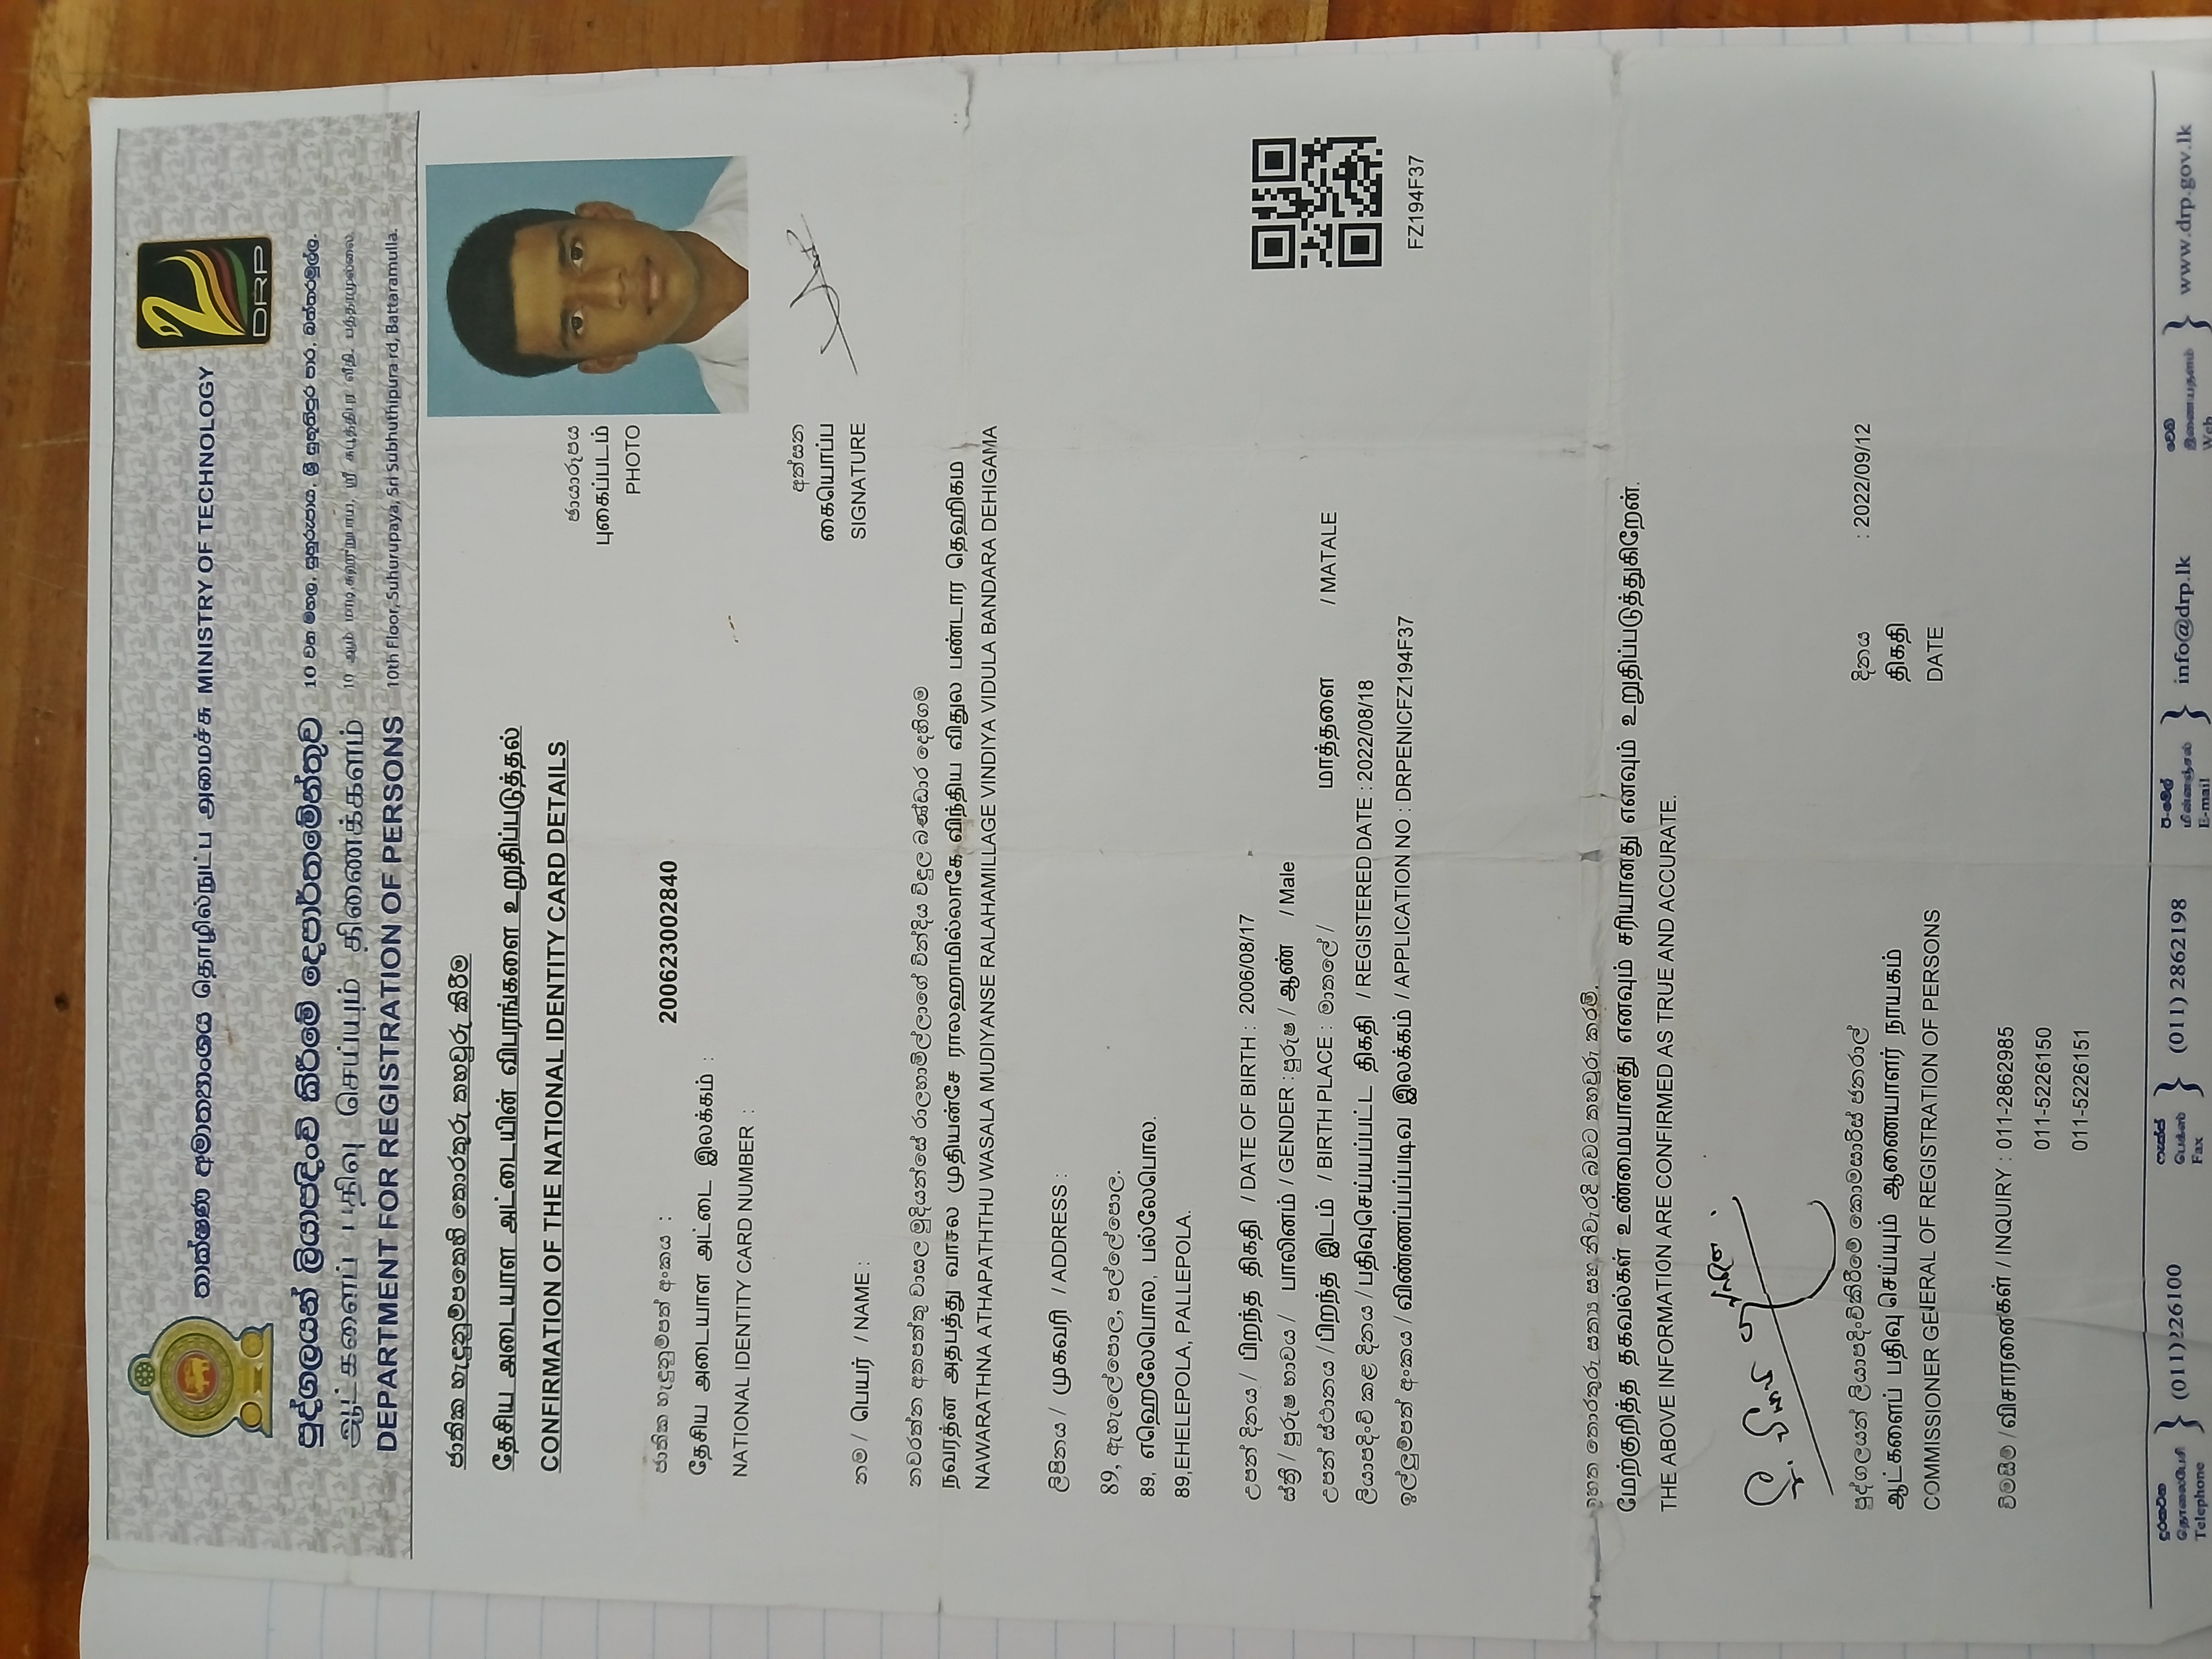 තාක්ෂණ අමාත්‍යාංශය தொழில்நுட்ப அமைச்சு MINISTRY OF TECHNOLOGY
DRP
පුද්ගලයන් ලියාපදිංචි කිරීමේ දෙපාර්තමේන්තුව 10 වන මහල, සුහුරුපාය, ශ්‍රී සුභූතිපුර පාර, බත්තරමුල්ල.
ஆட்களைப் பதிவு செய்யும் திணைக்களம் 10 ஆம் மாடி, ஸ்ரீ வீதி, பத்தரமுல்லை.
DEPARTMENT FOR REGISTRATION OF PERSONS 10th Floor, Suhurupaya, Sri Subhuthipura rd, Battaramulla.
ජාතික හැඳුනුම්පතෙහි තොරතුරු තහවුරු කිරීම
தேசிய அடையாள அட்டையின் விபரங்களை உறுதிப்படுத்தல்
CONFIRMATION OF THE NATIONAL IDENTITY CARD DETAILS
ඡායාරූපය
புகைப்படம்
PHOTO
ජාතික හැඳුනුම්පත් අංකය : 200623002840
தேசிய அடையாள அட்டை இலக்கம் :
NATIONAL IDENTITY CARD NUMBER :
අත්සන
கையொப்ப
SIGNATURE
නම / பெயர் / NAME :
නවරත්න අතපත්තු වාසල මුදියන්සේ රාලහාමිල්ලාගේ වින්දිය විඳුල බණ්ඩාර දෙහිගම
நவரத்ன அதபத்து வாசல முதியன்சே ராலஹாமில்லாகே விந்திய விதுல பண்டார தெஹிகம
NAWARATHNA ATHAPATHTHU WASALA MUDIYANSE RALAHAMILLAGE VINDIYA VIDULA BANDARA DEHIGAMA
ලිපිනය / முகவரி / ADDRESS :
89, ඇහැලේපොල, පල්ලේපොල.
89, எஹெலேபொல, பல்லேபொல.
89,EHELEPOLA, PALLEPOLA.
උපන් දිනය / பிறந்த திகதி / DATE OF BIRTH : 2006/08/17
ස්ත්‍රී / පුරුෂ භාවය / பாலினம் / GENDER : පුරුෂ / ஆண் / Male
උපන් ස්ථානය / பிறந்த இடம் / BIRTH PLACE : මාතලේ / மாத்தளை / MATALE
ලියාපදිංචි කළ දිනය / பதிவுசெய்யப்பட்ட திகதி / REGISTERED DATE : 2022/08/18
ඉල්ලුම්පත් අංකය / விண்ணப்பப்படிவ இலக்கம் / APPLICATION NO : DRPENICFZ194F37
FZ194F37
ඉහත තොරතුරු සත්‍ය සහ නිවැරදි බවට තහවුරු කරමි.
மேற்குறித்த தகவல்கள் உண்மையானது எனவும் சரியானது எனவும் உறுதிப்படுத்துகிறேன்.
THE ABOVE INFORMATION ARE CONFIRMED AS TRUE AND ACCURATE.
පුද්ගලයන් ලියාපදිංචිකිරීමේ කොමසාරිස් ජනරාල් දිනය : 2022/09/12
ஆட்களைப் பதிவு செய்யும் ஆணையாளர் நாயகம் திகதி
COMMISSIONER GENERAL OF REGISTRATION OF PERSONS DATE
විමසීම් / விசாரனைகள் / INQUIRY : 011-2862985
011-5226150
011-5226151
දුරකථන
தொலைபேசி (011)5226100
Telephone
ෆැක්ස්
பெக்ஸ் (011) 2862198
Fax
ඊ-මේල්
மின்னஞ்சல் info@drp.lk
E-mail
වෙබ්
இணையதளம் www.drp.gov.lk
Web